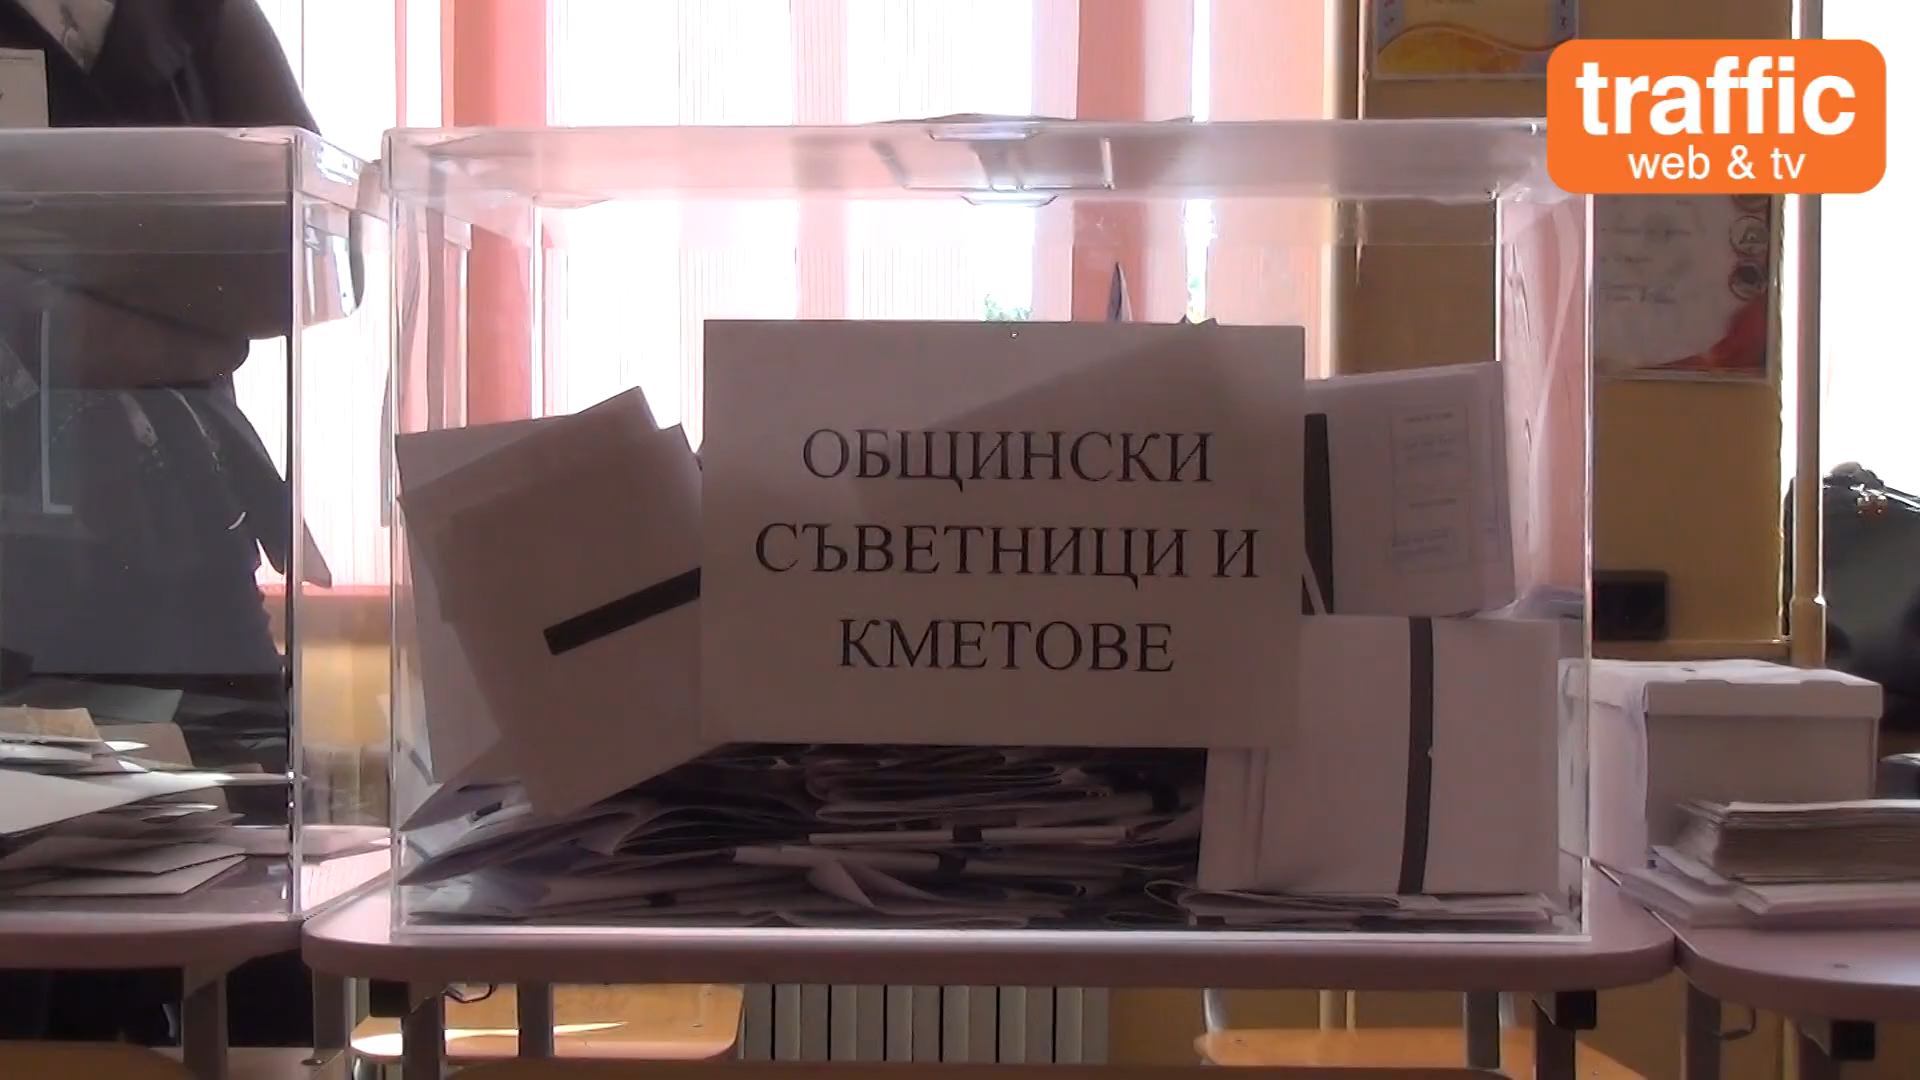 traffic
web & tv
ОБЩИНСКИ
СЪВЕТНИЦИ И
КМЕТОВЕ